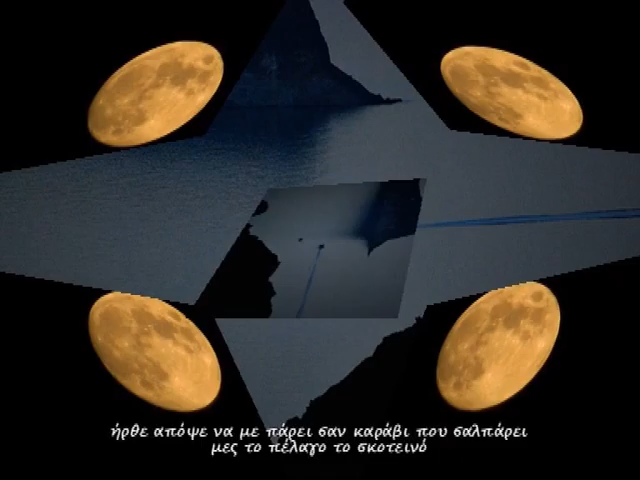 ήρθε απόψε να με πάρει σαν καράβι που σαλπάρει
μες το πέλαγο το σκοτεινό